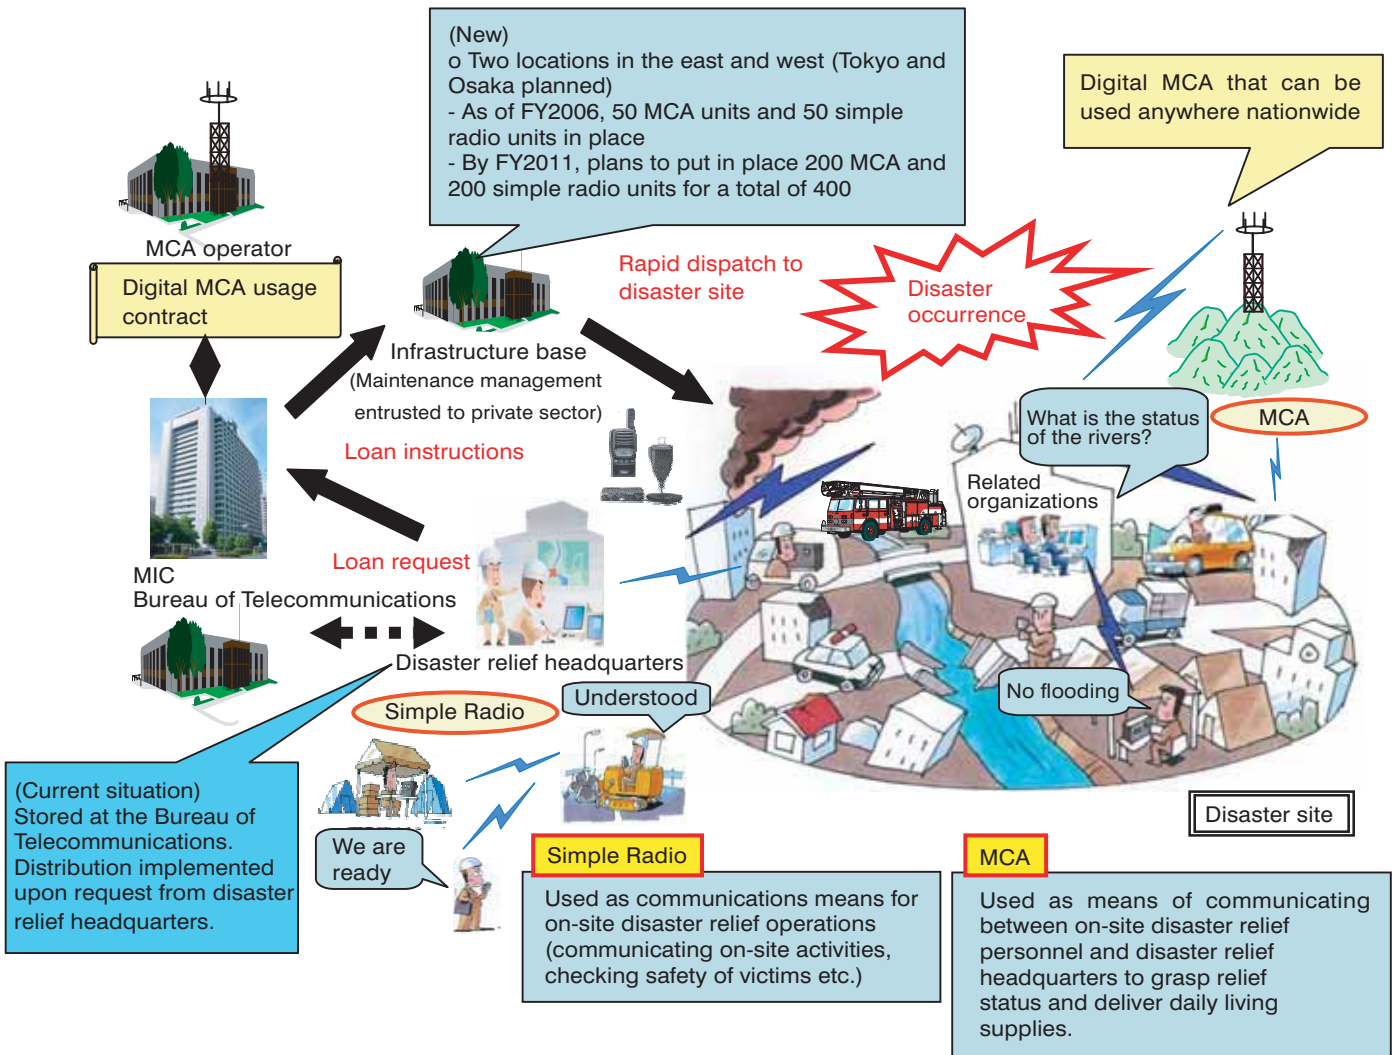 (New)
o Two locations in the east and west (Tokyo and
Osaka planned)
- As of FY2006, 50 MCA units and 50 simple
radio units in place
- By FY2011, plans to put in place 200 MCA and
200 simple radio units for a total of 400
Digital MCA that can be
used anywhere nationwide
MCA operator
Digital MCA usage
contract
Rapid dispatch to
disaster site
Disaster
occurrence
Infrastructure base
(Maintenance management
entrusted to private sector)
Loan instructions
What is the status
of the rivers?
MCA
Related
organizations
Loan request
MIC
Bureau of Telecommunications
Disaster relief headquarters
Simple Radio
Understood
No flooding
(Current situation)
Stored at the Bureau of
Telecommunications.
Distribution implemented
upon request from disaster
relief headquarters.
We are
ready
Disaster site
Simple Radio
Used as communications means for
on-site disaster relief operations
(communicating on-site activities,
checking safety of victims etc.)
MCA
Used as means of communicating
between on-site disaster relief
personnel and disaster relief
headquarters to grasp relief
status and deliver daily living
supplies.